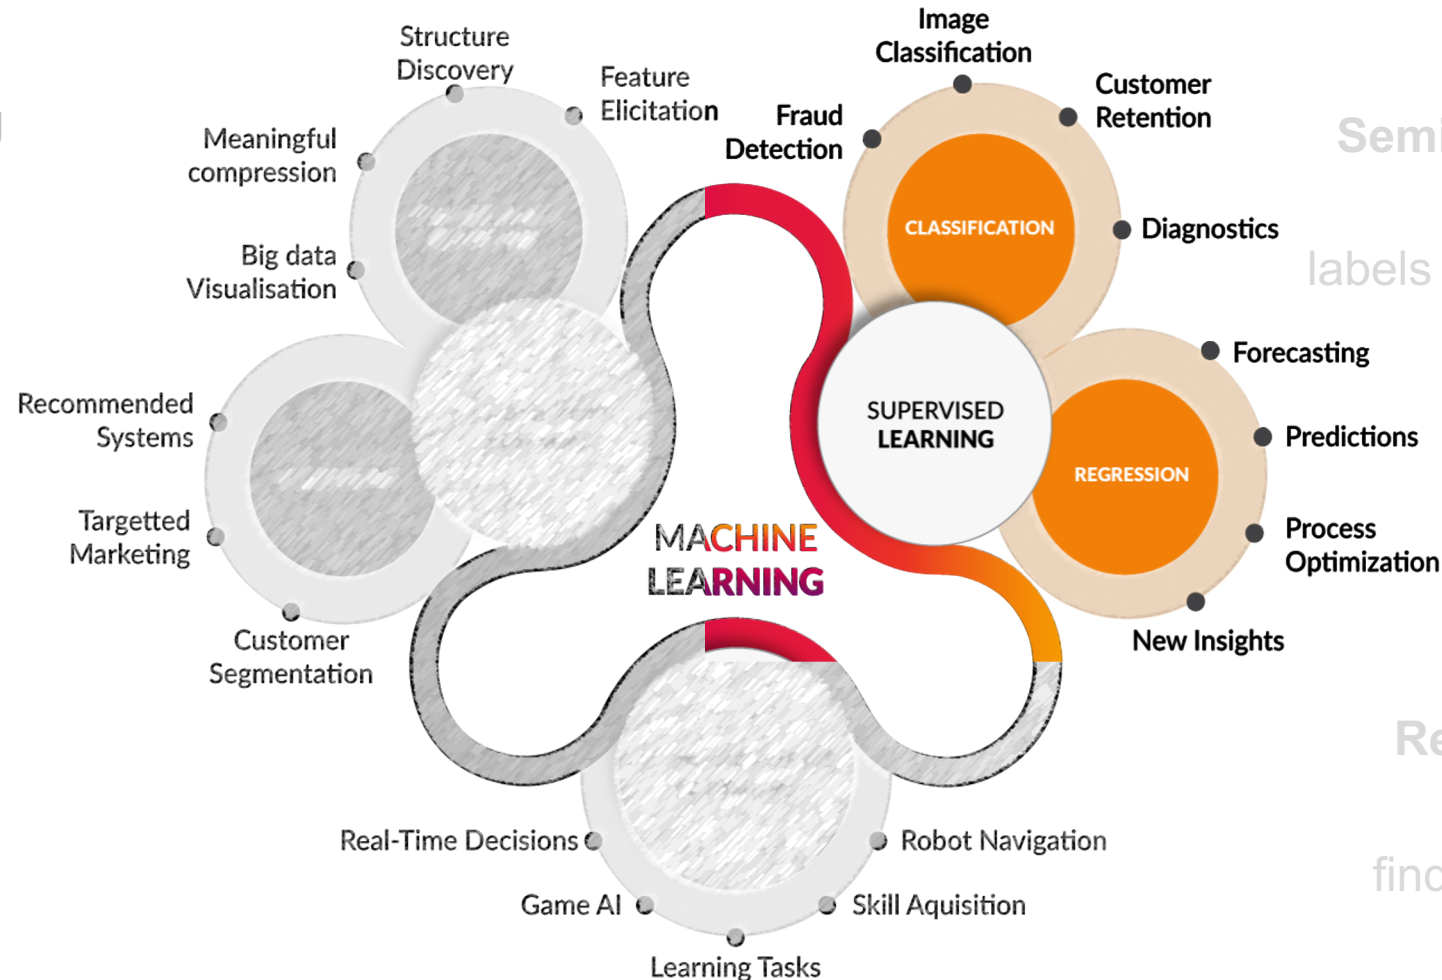 Structure
Discovery
Feature
Elicitation
Meaningful
compression
Big data
Visualisation
Recommended
Systems
Targetted
Marketing
Customer
Segmentation
Image
Classification
Customer
Retention
Fraud
Detection
CLASSIFICATION
Diagnostics
Forecasting
Predictions
SUPERVISED
LEARNING
REGRESSION
Process
Optimization
New Insights
MACHINE
LEARNING
Real-Time Decisions
Robot Navigation
Game AI
Skill Aquisition
Learning Tasks
Semi
labels
Re
find